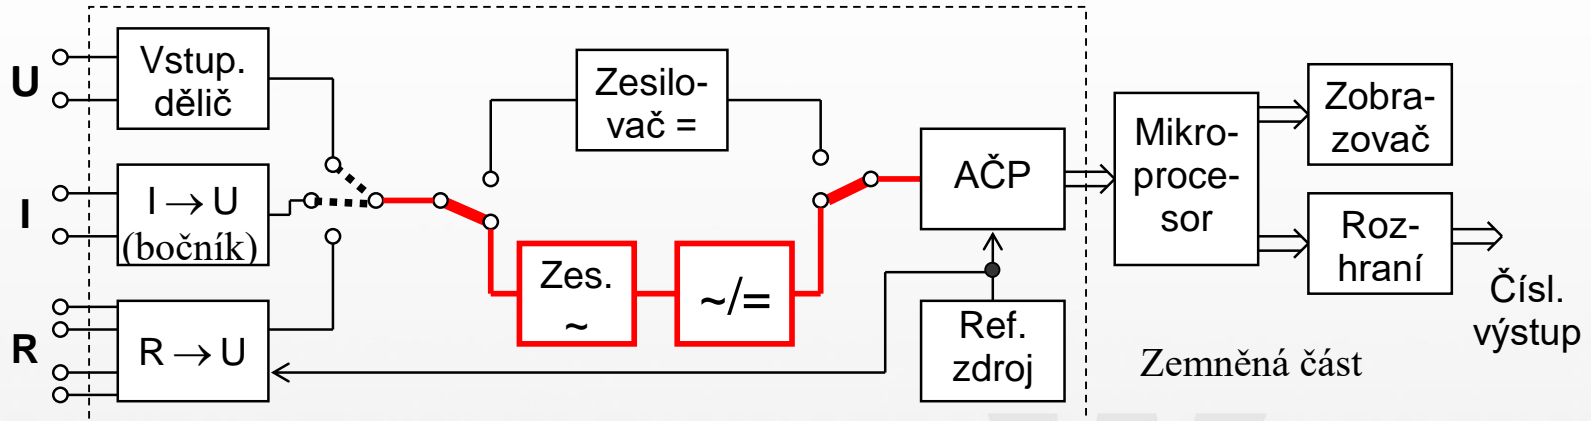 U
Vstup.
dělič
I
I → U
(bočník)
R
R → U
Zesilo-
vač =
Zes.
~
~/=
AČP
Ref.
zdroj
Mikro-
proce-
sor
Zobra-
zovač
Roz-
hraní
Čísl.
výstup
Zemněná část